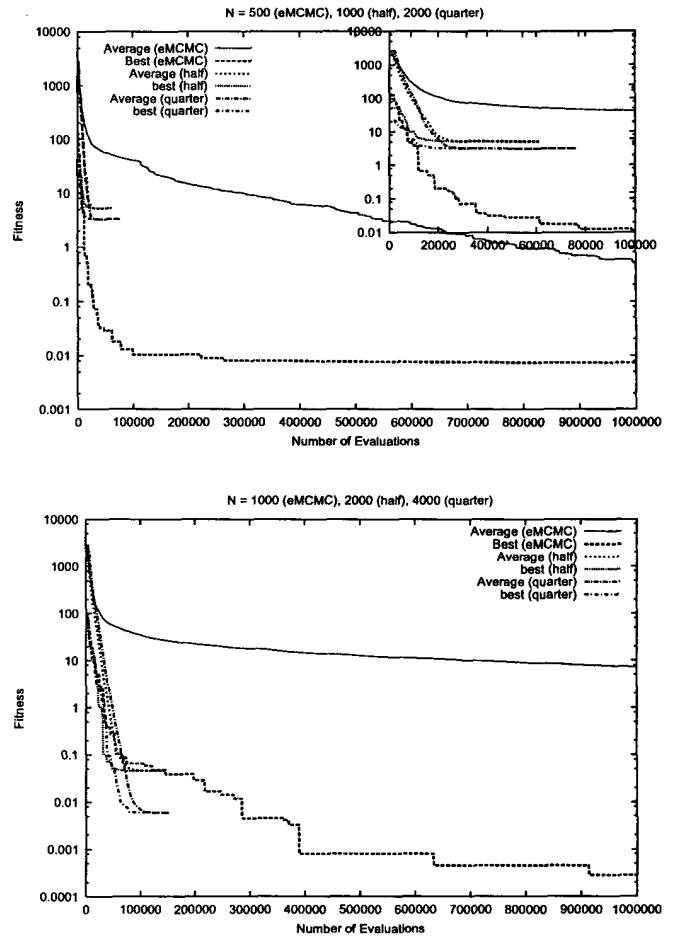 N = 500 (eMCMC), 1000 (half), 2000 (quarter)
10000
1000
100
10
1
0.1
0.01
0.001
Fitness
Average (eMCMC)
Best (eMCMC)
Average (half)
best (half)
Average (quarter)
best (quarter)
10000
1000
100
10
1
0.1
0.01
0 20000 40000 60000 80000 100000
0 100000 200000 300000 400000 500000 600000 700000 800000 900000 1000000
Number of Evaluations
N = 1000 (eMCMC), 2000 (half), 4000 (quarter)
10000
1000
100
10
1
0.1
0.01
0.001
0.0001
Fitness
Average (eMCMC)
Best (eMCMC)
Average (half)
best (half)
Average (quarter)
best (quarter)
0 100000 200000 300000 400000 500000 600000 700000 800000 900000 1000000
Number of Evaluations